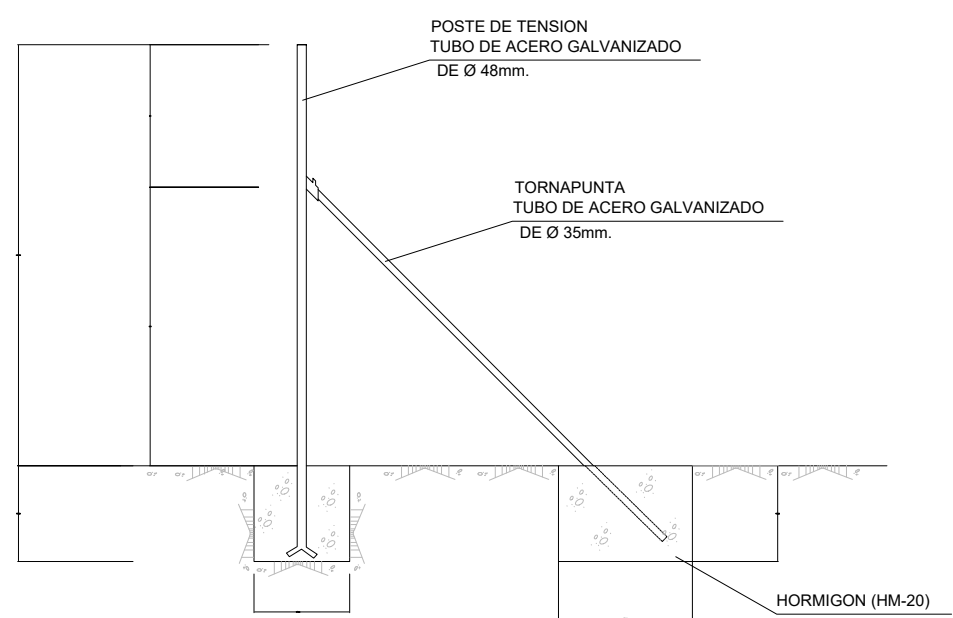 POSTE DE TENSION
TUBO DE ACERO GALVANIZADO
DE Ø 48mm.
TORNAPUNTA
TUBO DE ACERO GALVANIZADO
DE Ø 35mm.
HORMIGON (HM-20)